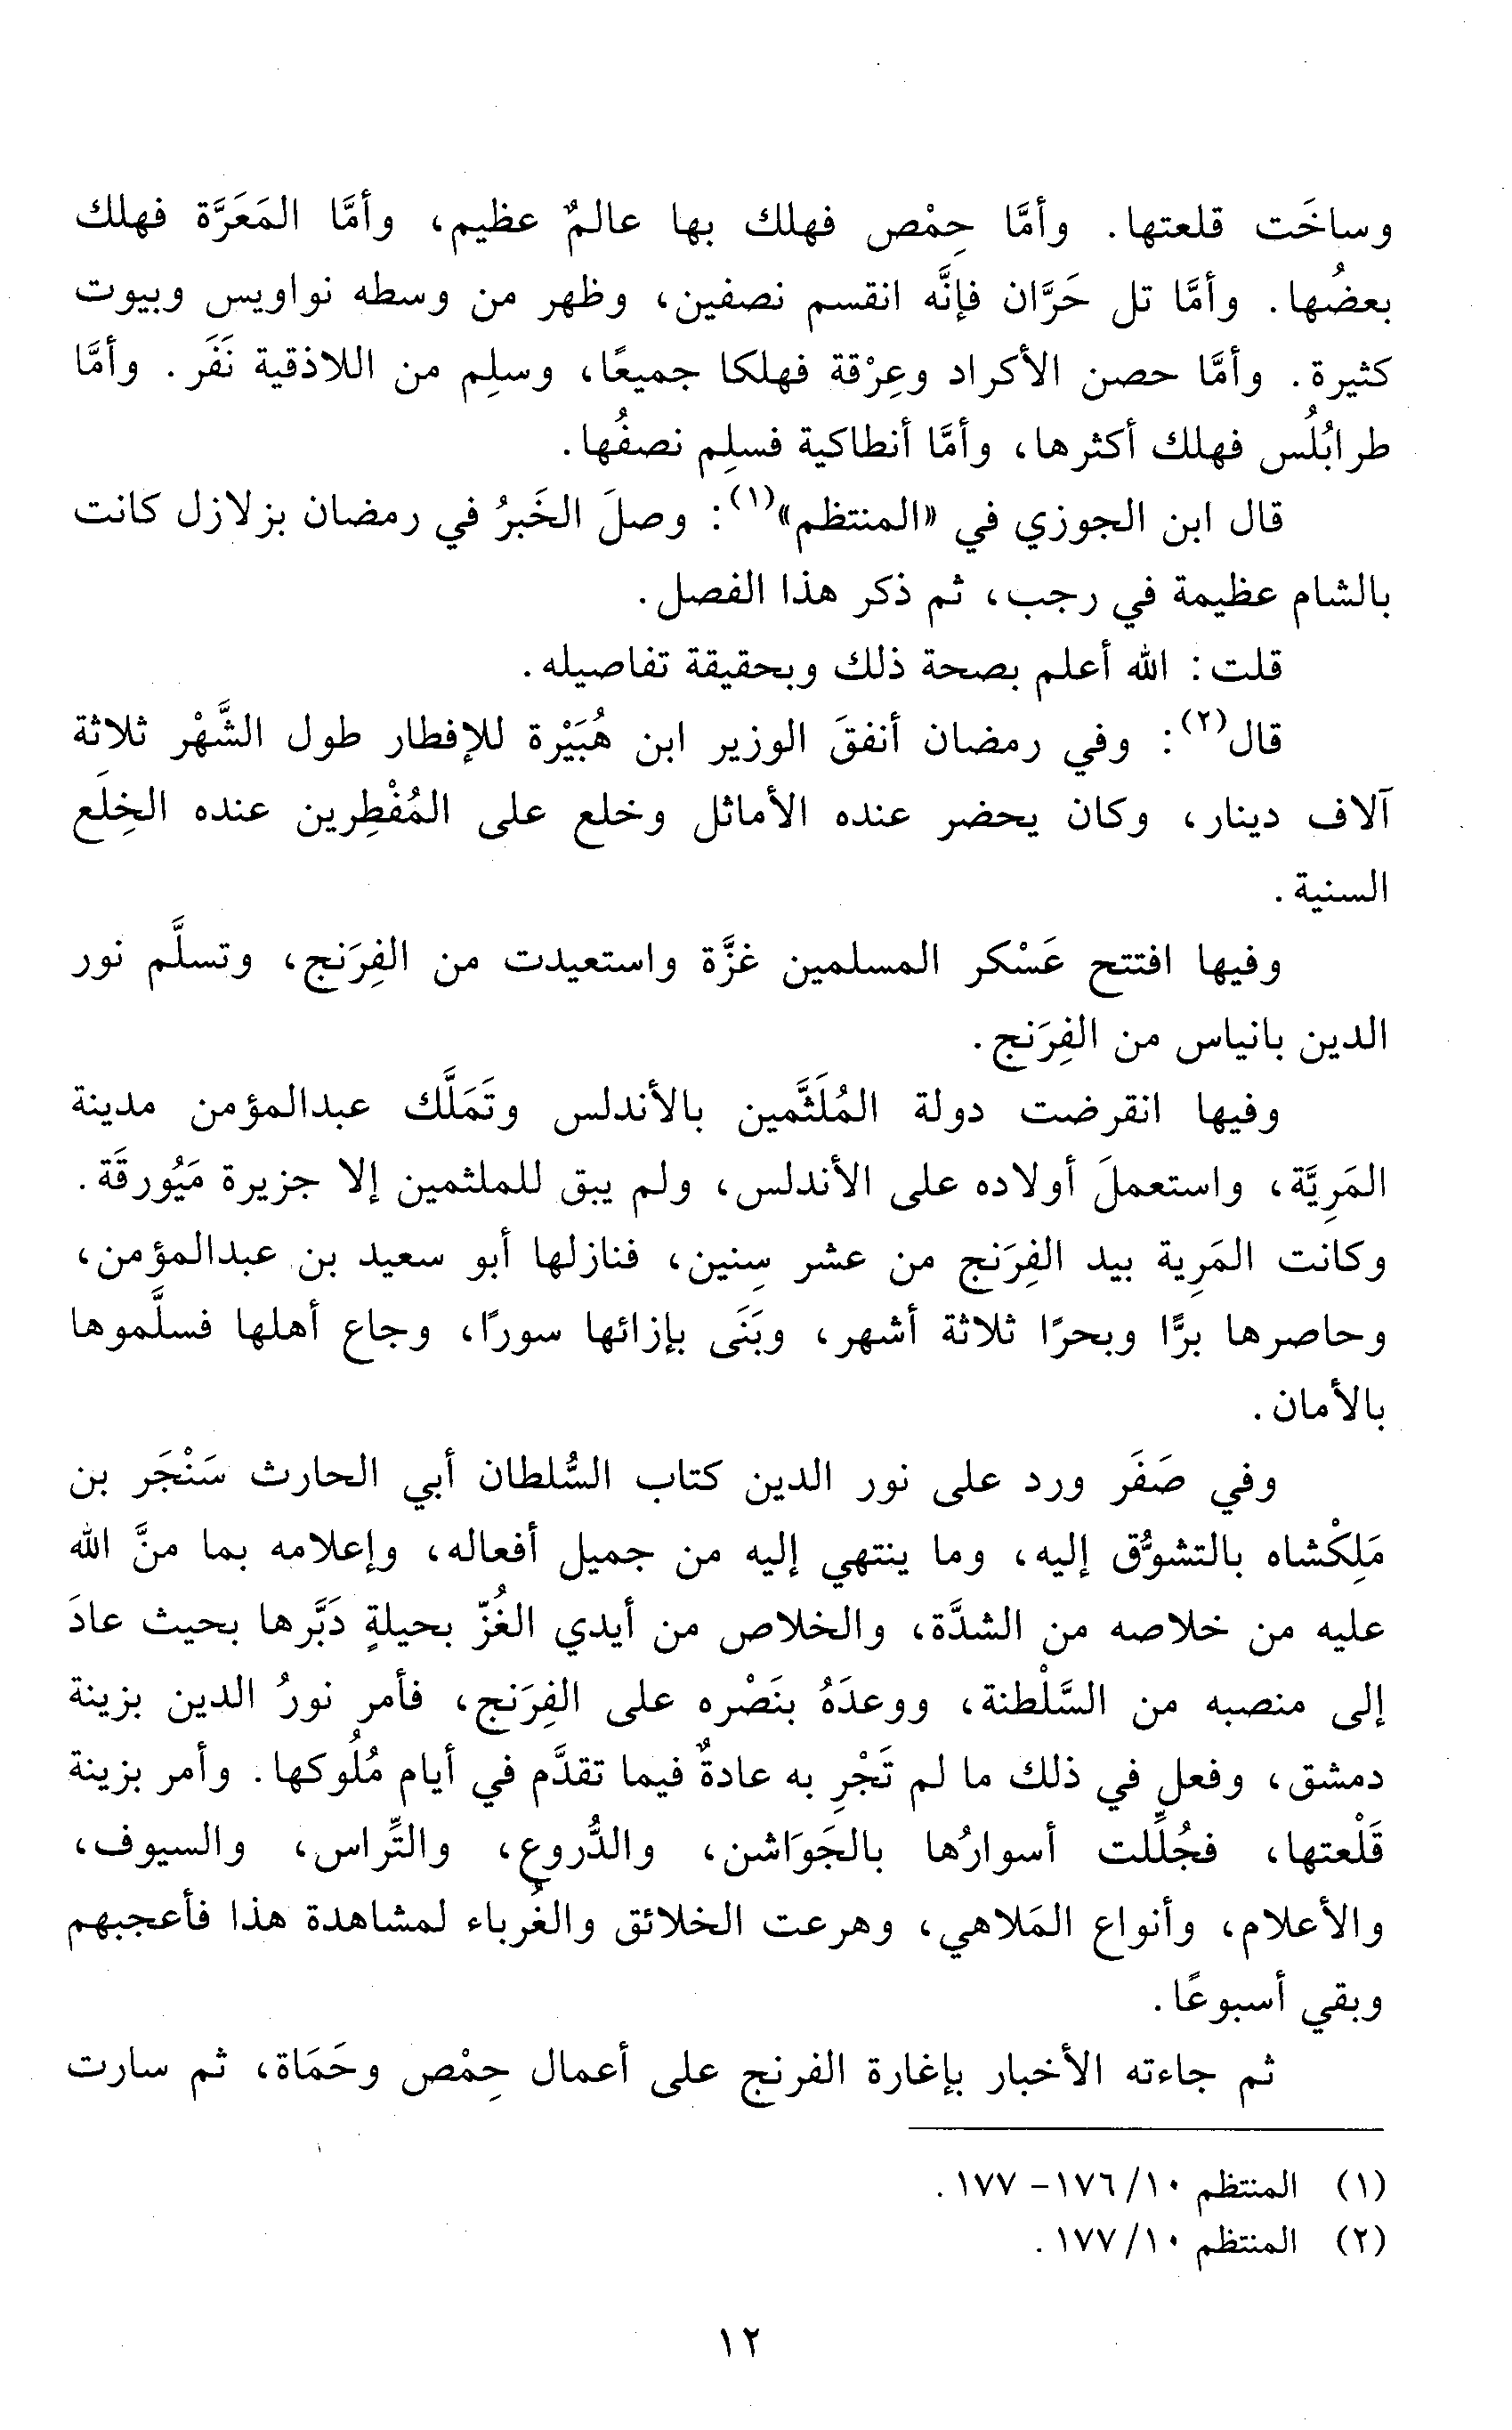 وساخَت قلعتها. وأمَّا حِمْص فهلك بها عالمٌ عظيم، وأمَّا المَعَرَّة فهلك
بعضُها. وأمَّا تل حَرَّان فإنَّه انقسم نصفين، وظهر من وسطه نواويس وبيوت
كثيرة. وأمَّا حصن الأكراد وعِرْقة فهلكا جميعًا، وسلِم من اللاذقية نَفَر. وأمَّا
طرابُلُس فهلك أكثرها، وأمَّا أنطاكية فسلِم نصفُها.
قال ابن الجوزي في «المنتظم»(١): وصلَ الخَبرُ في رمضان بزلازل كانت
بالشام عظيمة في رجب، ثم ذكر هذا الفصل.
قلت: الله أعلم بصحة ذلك وبحقيقة تفاصيله.
قال(٢): وفي رمضان أنفقَ الوزير ابن هُبَيْرة للإفطار طول الشَّهْر ثلاثة
آلاف دينار، وكان يحضر عنده الأماثل وخلع على المُفْطِرين عنده الخِلَع
السنية.
وفيها افتتح عَسْكر المسلمين غزَّة واستعيدت من الفِرَنج، وتسلَّم نور
الدين بانياس من الفِرَنج.
وفيها انقرضت دولة المُلَثَّمين بالأندلس وتَمَلَّك عبدالمؤمن مدينة
المَرِيَّة، واستعملَ أولاده على الأندلس، ولم يبق للملثمين إلا جزيرة مَيُورقَة.
وكانت المَرِية بيد الفِرَنج من عشر سِنين، فنازلها أبو سعيد بن عبدالمؤمن،
وحاصرها برًّا وبحرًا ثلاثة أشهر، وبَنَى بإزائها سورًا، وجاع أهلها فسلَّموها
بالأمان.
وفي صَفَر ورد على نور الدين كتاب السُّلطان أبي الحارث سَنْجَر بن
مَلِكْشاه بالتشوُّق إليه، وما ينتهي إليه من جميل أفعاله، وإعلامه بما منَّ الله
عليه من خلاصه من الشدَّة، والخلاص من أيدي الغُزّ بحيلةٍ دَبَّرها بحيث عادَ
إلى منصبه من السَّلْطنة، ووعدَهُ بنَصْره على الفِرَنج، فأمر نورُ الدين بزينة
دمشق، وفعل في ذلك ما لم تَجْرِ به عادةٌ فيما تقدَّم في أيام مُلُوكها. وأمر بزينة
قَلْعتها، فجُلِّلت أسوارُها بالجَوَاشن، والدُّروع، والتِّراس، والسيوف،
والأعلام، وأنواع المَلاهي، وهرعت الخلائق والغُرباء لمشاهدة هذا فأعجبهم
وبقي أسبوعًا.
ثم جاءته الأخبار بإغارة الفرنج على أعمال حِمْص وحَمَاة، ثم سارت
(١) المنتظم ١٠/ ١٧٦- ١٧٧.
(٢) المنتظم ١٠/ ١٧٧.
١٢